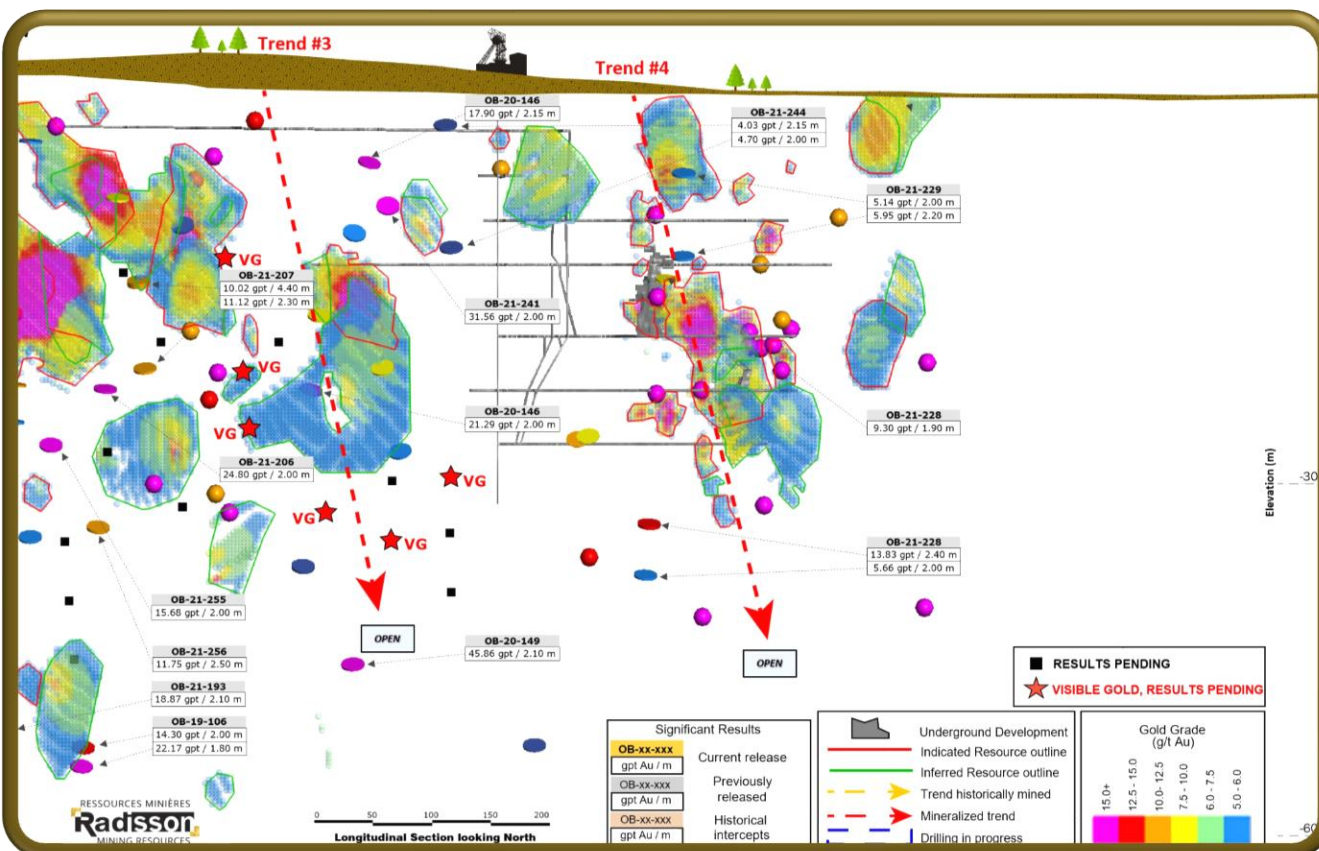 Trend #3
Trend #4
OB-20-146
17.90 gpt / 2.15 m
OB-21-244
4.03 gpt / 2.15 m
4.70 gpt / 2.00 m
OB-21-229
5.14 gpt / 2.00 m
5.95 gpt / 2.20 m
VG
OB-21-207
10.02 gpt / 4.40 m
11.12 gpt / 2.30 m
OB-21-241
31.56 gpt / 2.00 m
VG
OB-20-146
21.29 gpt / 2.00 m
OB-21-228
9.30 gpt / 1.90 m
VG
OB-21-206
24.80 gpt / 2.00 m
VG
VG
VG
Elevation (m)
-30
OB-21-228
13.83 gpt / 2.40 m
5.66 gpt / 2.00 m
OB-21-255
15.68 gpt / 2.00 m
OPEN
OPEN
OB-20-149
45.86 gpt / 2.10 m
OB-21-256
11.75 gpt / 2.50 m
OB-21-193
18.87 gpt / 2.10 m
OB-19-106
14.30 gpt / 2.00 m
22.17 gpt / 1.80 m
RESULTS PENDING
VISIBLE GOLD, RESULTS PENDING
Significant Results
OB-xx-xxx
gpt Au / m
Current release
OB-xx-xxx
gpt Au / m
Previously
released
OB-xx-xxx
gpt Au / m
Historical
intercepts
Underground Development
Indicated Resource outline
Inferred Resource outline
Trend historically mined
Mineralized trend
Drilling in progress
Gold Grade
(g/t Au)
15.0+
12.5 - 15.0
10.0- 12.5
7.5 - 10.0
6.0 - 7.5
5.0 - 6.0
RESSOURCES MINIÈRES
Radisson
MINING RESOURCES
0 50 100 150 200
Longitudinal Section looking North
-60